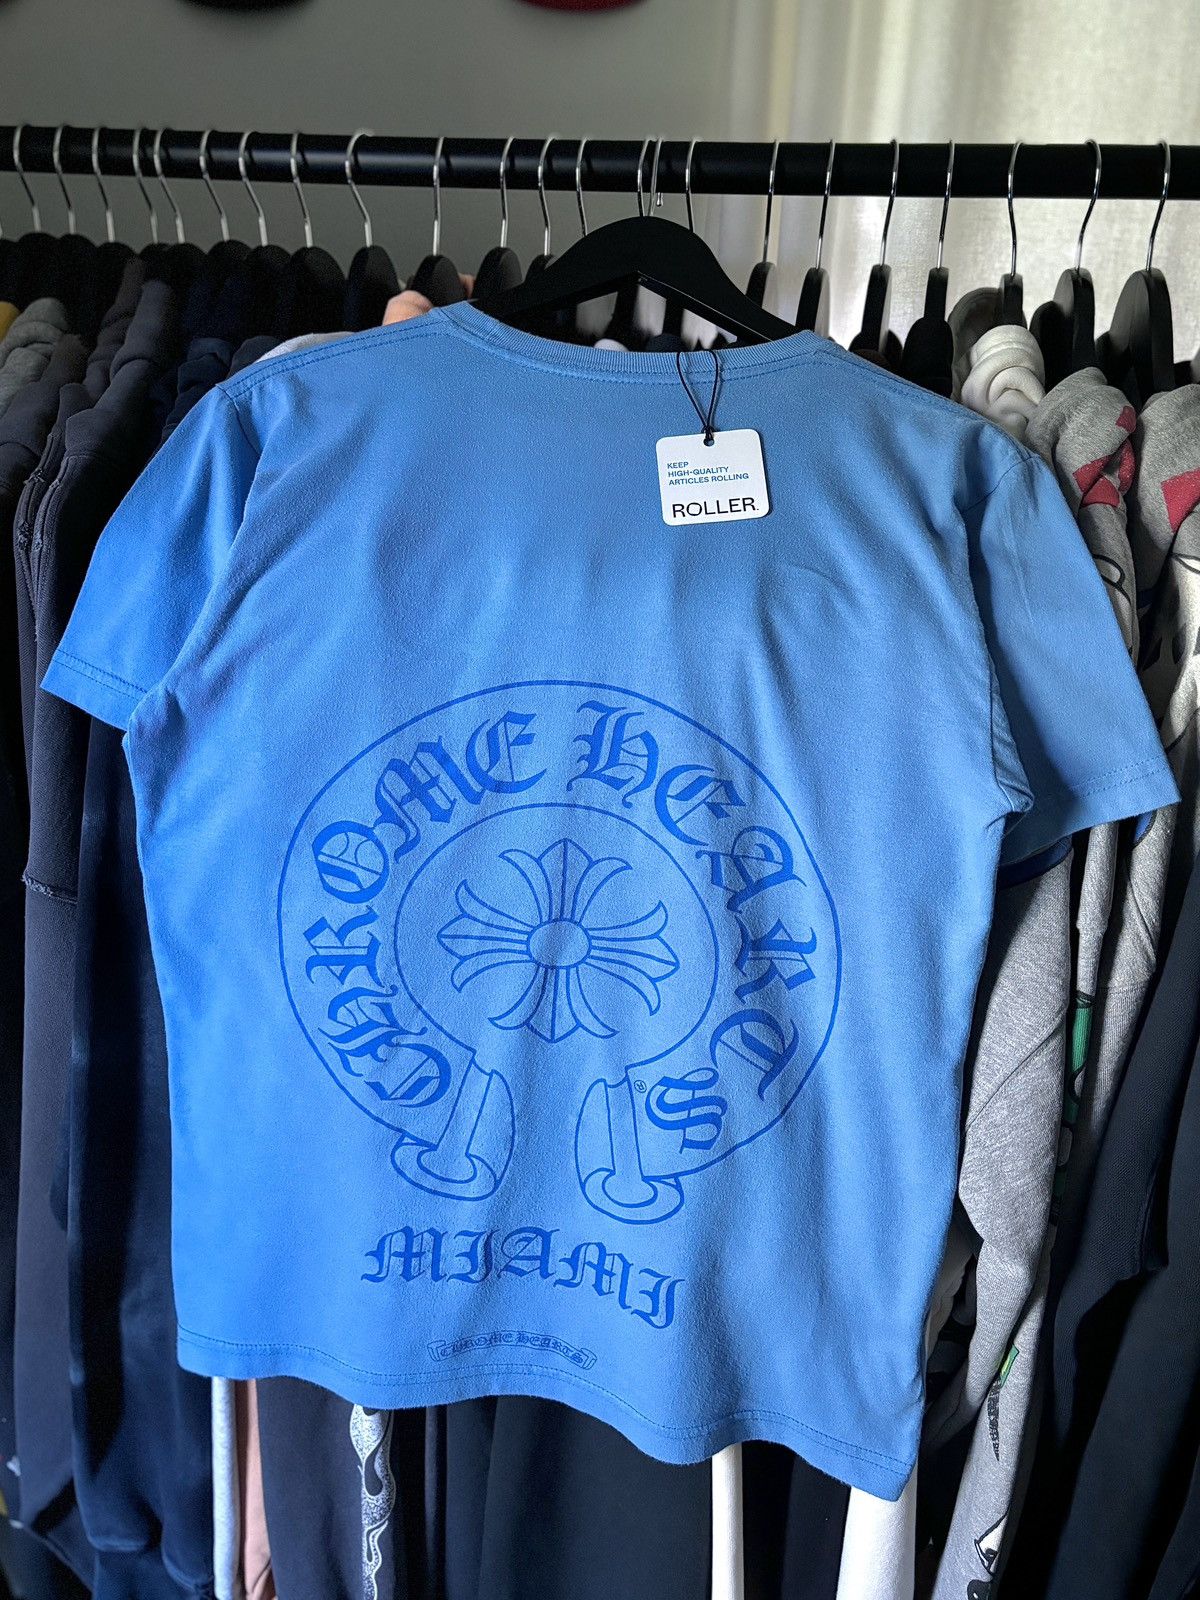 KEEP
HIGH-QUALITY
ARTICLES ROLLING
ROLLER.
CHROME HEARTS
®
MIAMI
CHROME HEARTS